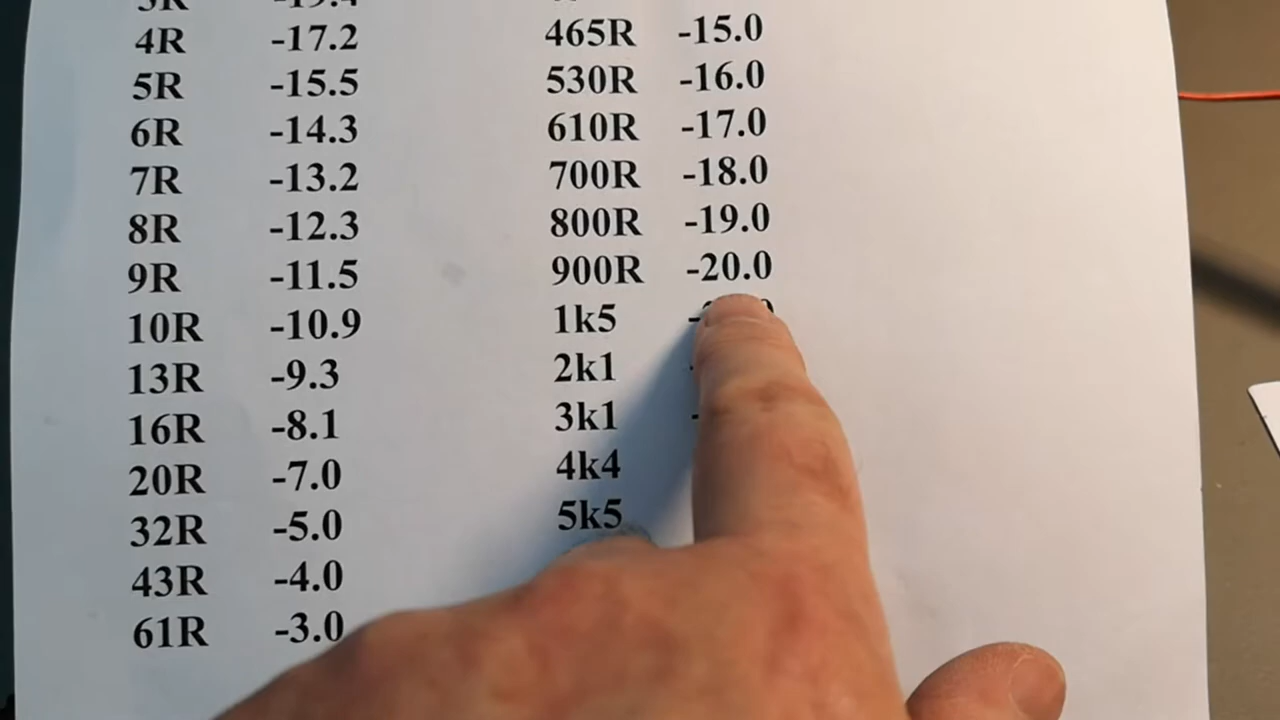 4R -17.2
5R -15.5
6R -14.3
7R -13.2
8R -12.3
9R -11.5
10R -10.9
13R -9.3
16R -8.1
20R -7.0
32R -5.0
43R -4.0
61R -3.0
465R -15.0
530R -16.0
610R -17.0
700R -18.0
800R -19.0
900R -20.0
1k5
2k1
3k1
4k4
5k5